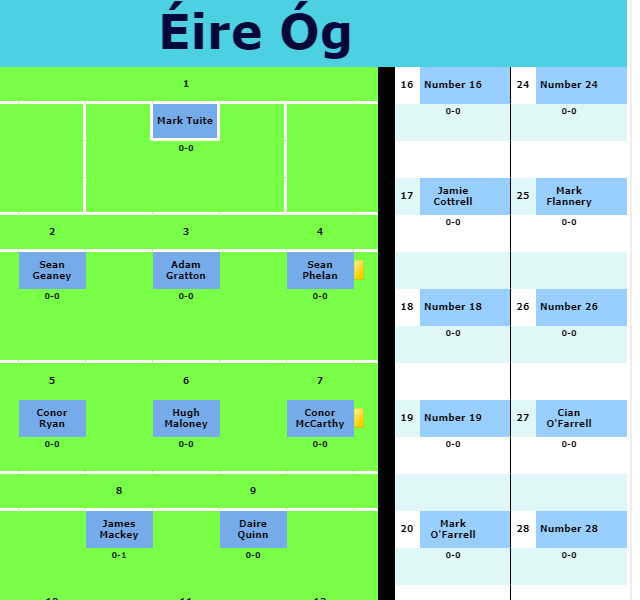 Éire Óg
1
Mark Tuite
0-0
2 3 4
Sean Geaney
Adam Gratton
Sean Phelan
0-0 0-0 0-0
5 6 7
Conor Ryan
Hugh Maloney
Conor McCarthy
0-0 0-0 0-0
8 9
James Mackey
Daire Quinn
0-1 0-0
16 Number 16 24 Number 24
0-0 0-0
17 Jamie Cottrell 25 Mark Flannery
0-0 0-0
18 Number 18 26 Number 26
0-0 0-0
19 Number 19 27 Cian O'Farrell
0-0 0-0
20 Mark O'Farrell 28 Number 28
0-0 0-0